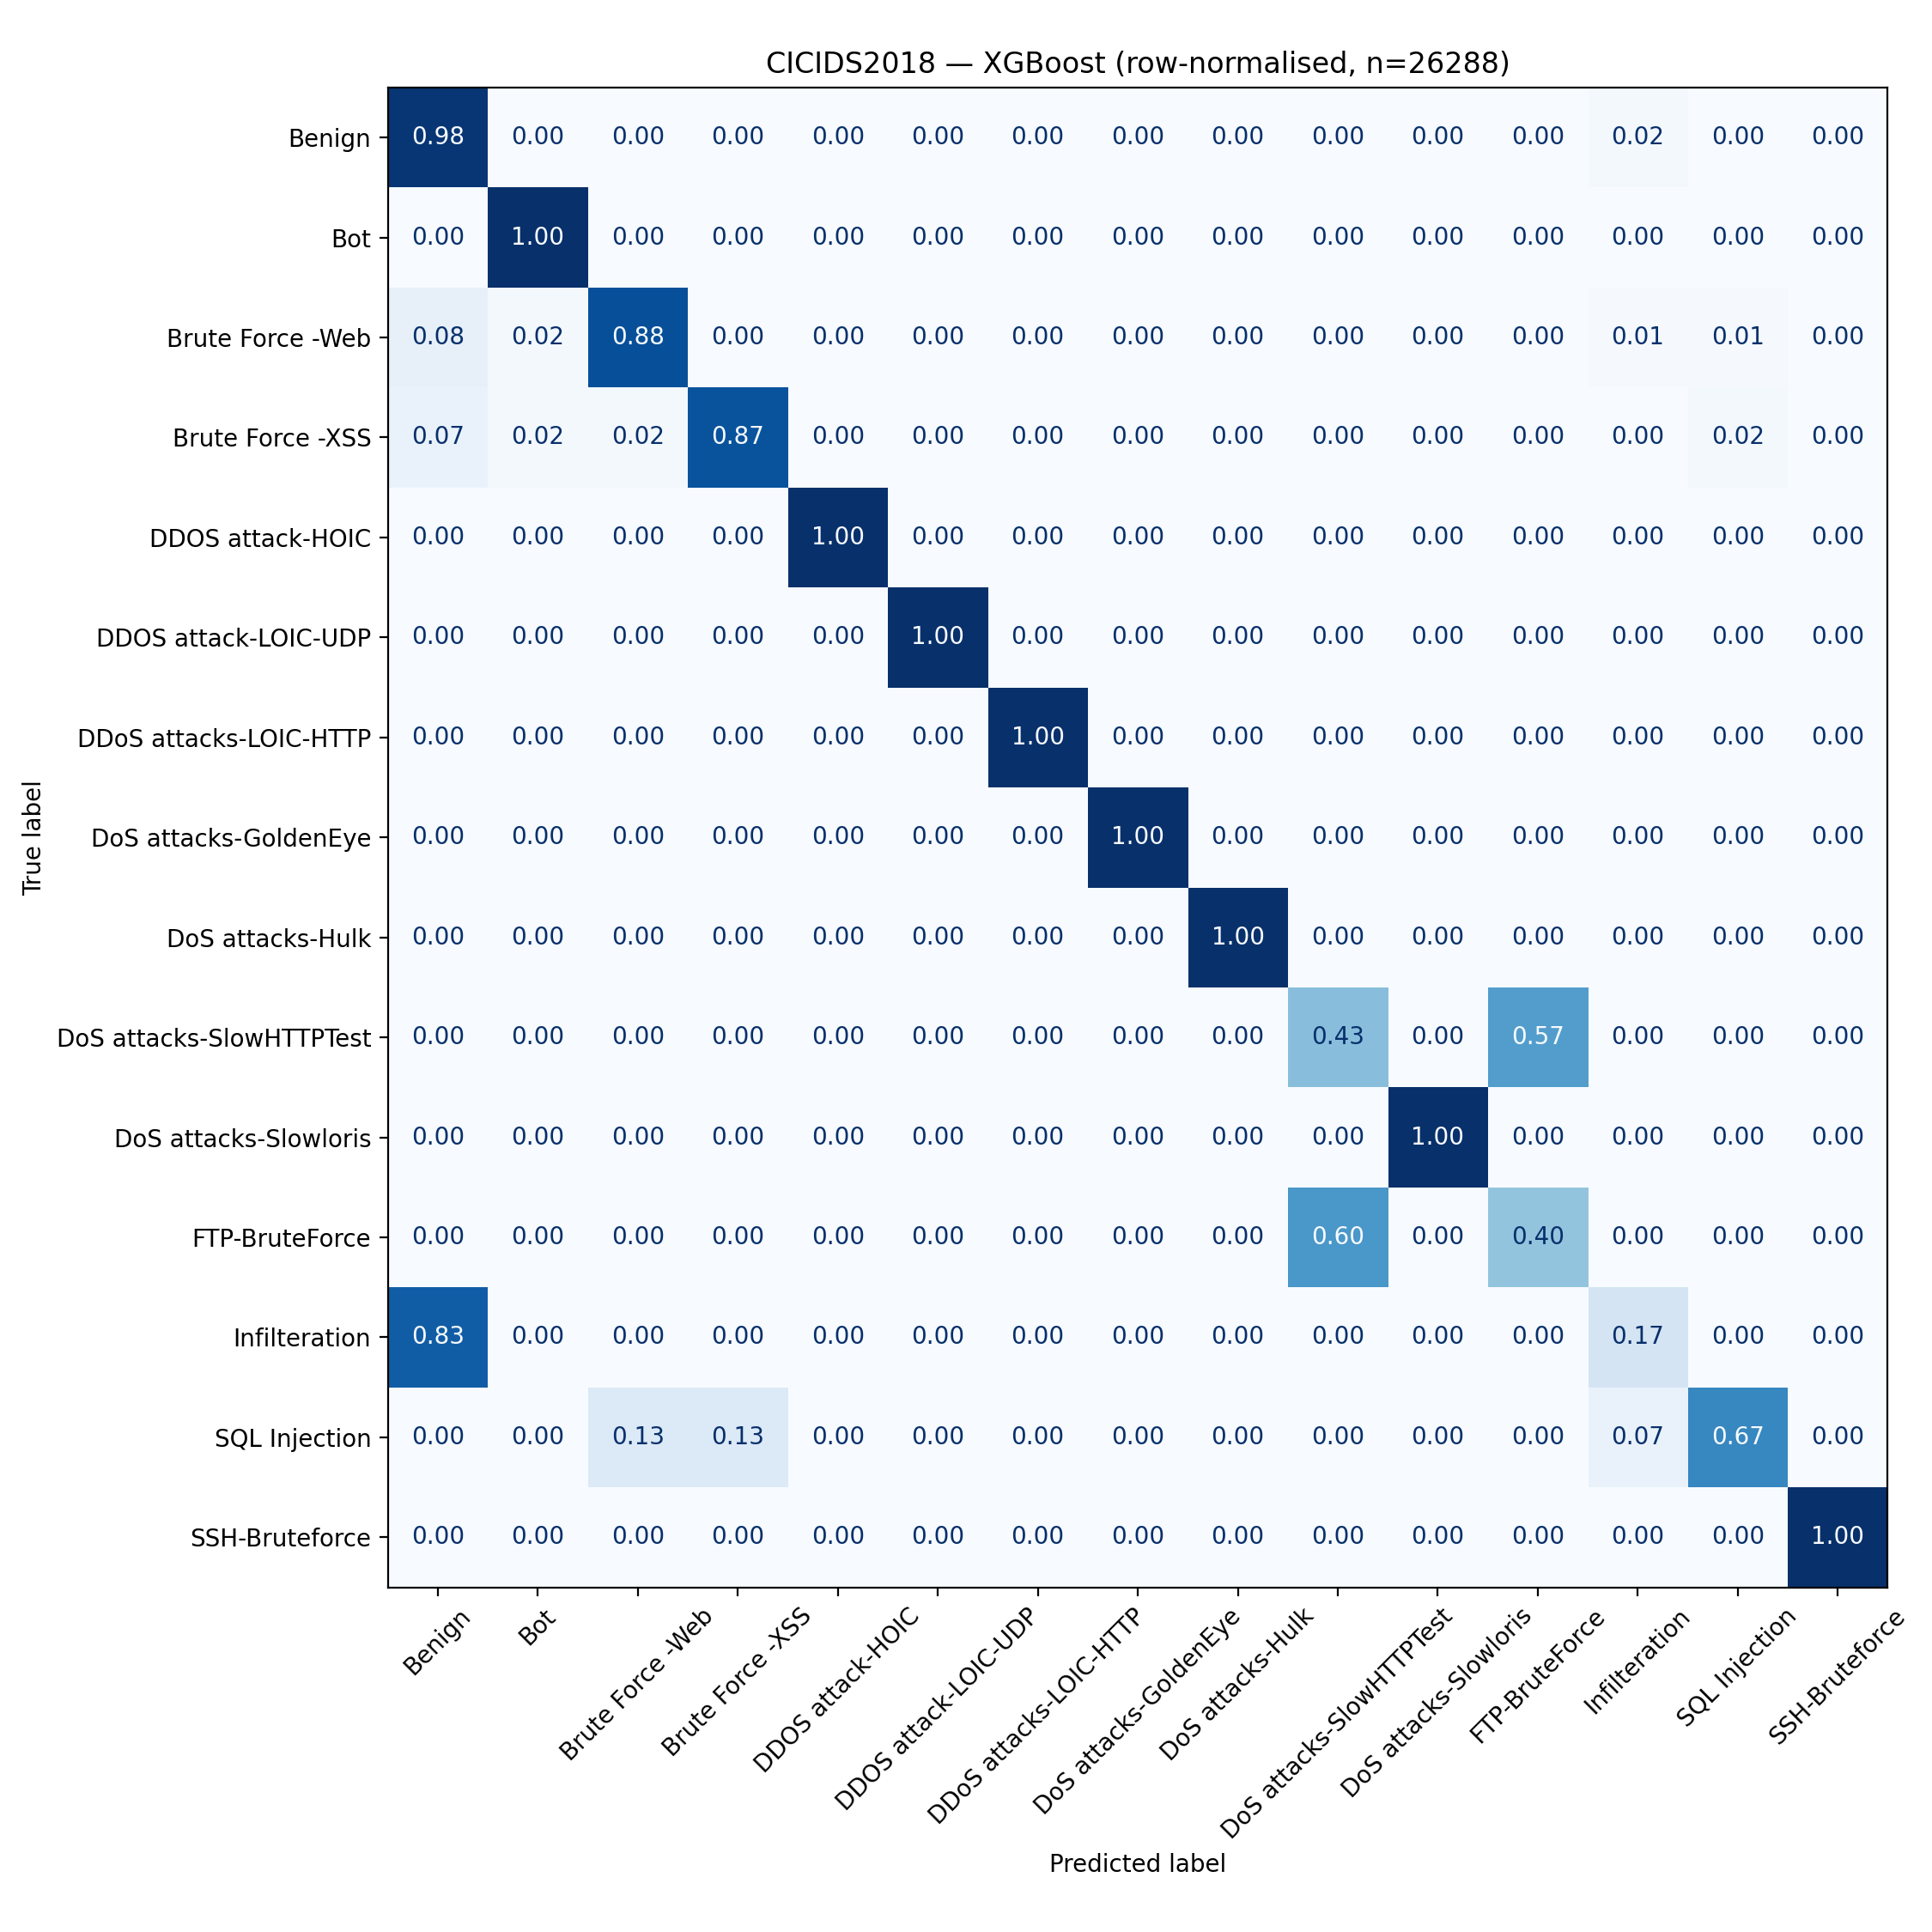 CICIDS2018 — XGBoost (row-normalised, n=26288)
True label
Benign 0.98 0.00 0.00 0.00 0.00 0.00 0.00 0.00 0.00 0.00 0.00 0.00 0.02 0.00 0.00
Bot 0.00 1.00 0.00 0.00 0.00 0.00 0.00 0.00 0.00 0.00 0.00 0.00 0.00 0.00 0.00
Brute Force -Web 0.08 0.02 0.88 0.00 0.00 0.00 0.00 0.00 0.00 0.00 0.00 0.00 0.01 0.01 0.00
Brute Force -XSS 0.07 0.02 0.02 0.87 0.00 0.00 0.00 0.00 0.00 0.00 0.00 0.00 0.00 0.02 0.00
DDOS attack-HOIC 0.00 0.00 0.00 0.00 1.00 0.00 0.00 0.00 0.00 0.00 0.00 0.00 0.00 0.00 0.00
DDOS attack-LOIC-UDP 0.00 0.00 0.00 0.00 0.00 1.00 0.00 0.00 0.00 0.00 0.00 0.00 0.00 0.00 0.00
DDoS attacks-LOIC-HTTP 0.00 0.00 0.00 0.00 0.00 0.00 1.00 0.00 0.00 0.00 0.00 0.00 0.00 0.00 0.00
DoS attacks-GoldenEye 0.00 0.00 0.00 0.00 0.00 0.00 0.00 1.00 0.00 0.00 0.00 0.00 0.00 0.00 0.00
DoS attacks-Hulk 0.00 0.00 0.00 0.00 0.00 0.00 0.00 0.00 1.00 0.00 0.00 0.00 0.00 0.00 0.00
DoS attacks-SlowHTTPTest 0.00 0.00 0.00 0.00 0.00 0.00 0.00 0.00 0.00 0.43 0.00 0.57 0.00 0.00 0.00
DoS attacks-Slowloris 0.00 0.00 0.00 0.00 0.00 0.00 0.00 0.00 0.00 0.00 1.00 0.00 0.00 0.00 0.00
FTP-BruteForce 0.00 0.00 0.00 0.00 0.00 0.00 0.00 0.00 0.00 0.60 0.00 0.40 0.00 0.00 0.00
Infilteration 0.83 0.00 0.00 0.00 0.00 0.00 0.00 0.00 0.00 0.00 0.00 0.00 0.17 0.00 0.00
SQL Injection 0.00 0.00 0.13 0.13 0.00 0.00 0.00 0.00 0.00 0.00 0.00 0.00 0.07 0.67 0.00
SSH-Bruteforce 0.00 0.00 0.00 0.00 0.00 0.00 0.00 0.00 0.00 0.00 0.00 0.00 0.00 0.00 1.00
Benign
Bot
Brute Force -Web
Brute Force -XSS
DDOS attack-HOIC
DDOS attack-LOIC-UDP
DDoS attacks-LOIC-HTTP
DoS attacks-GoldenEye
DoS attacks-Hulk
DoS attacks-SlowHTTPTest
DoS attacks-Slowloris
FTP-BruteForce
Infilteration
SQL Injection
SSH-Bruteforce
Predicted label